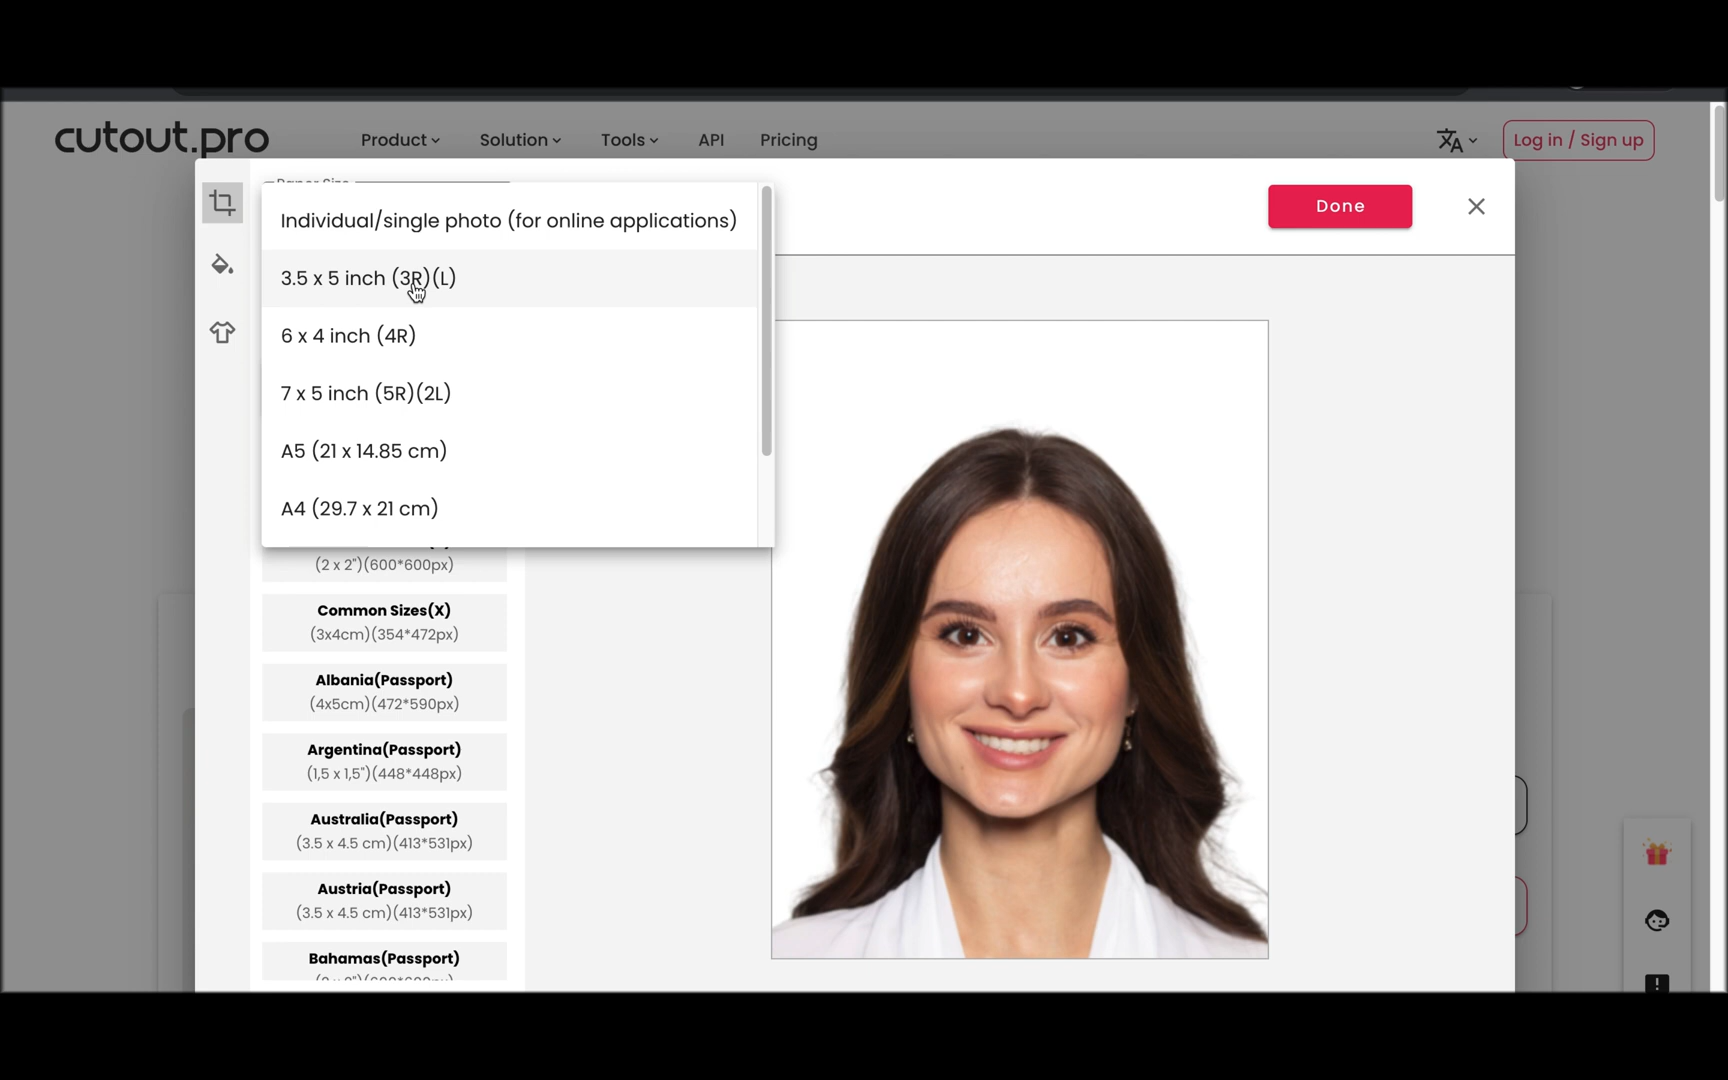 cutout.pro
Product
Solution
Tools
API
Pricing
Log in / Sign up
Paper Size
Individual/single photo (for online applications)
3.5 x 5 inch (3R)(L)
6 x 4 inch (4R)
7 x 5 inch (5R)(2L)
A5 (21 x 14.85 cm)
A4 (29.7 x 21 cm)
Done
(2 x 2")(600*600px)
Common Sizes(X)
(3x4cm)(354*472px)
Albania(Passport)
(4x5cm)(472*590px)
Argentina(Passport)
(1,5 x 1,5")(448*448px)
Australia(Passport)
(3.5 x 4.5 cm)(413*531px)
Austria(Passport)
(3.5 x 4.5 cm)(413*531px)
Bahamas(Passport)